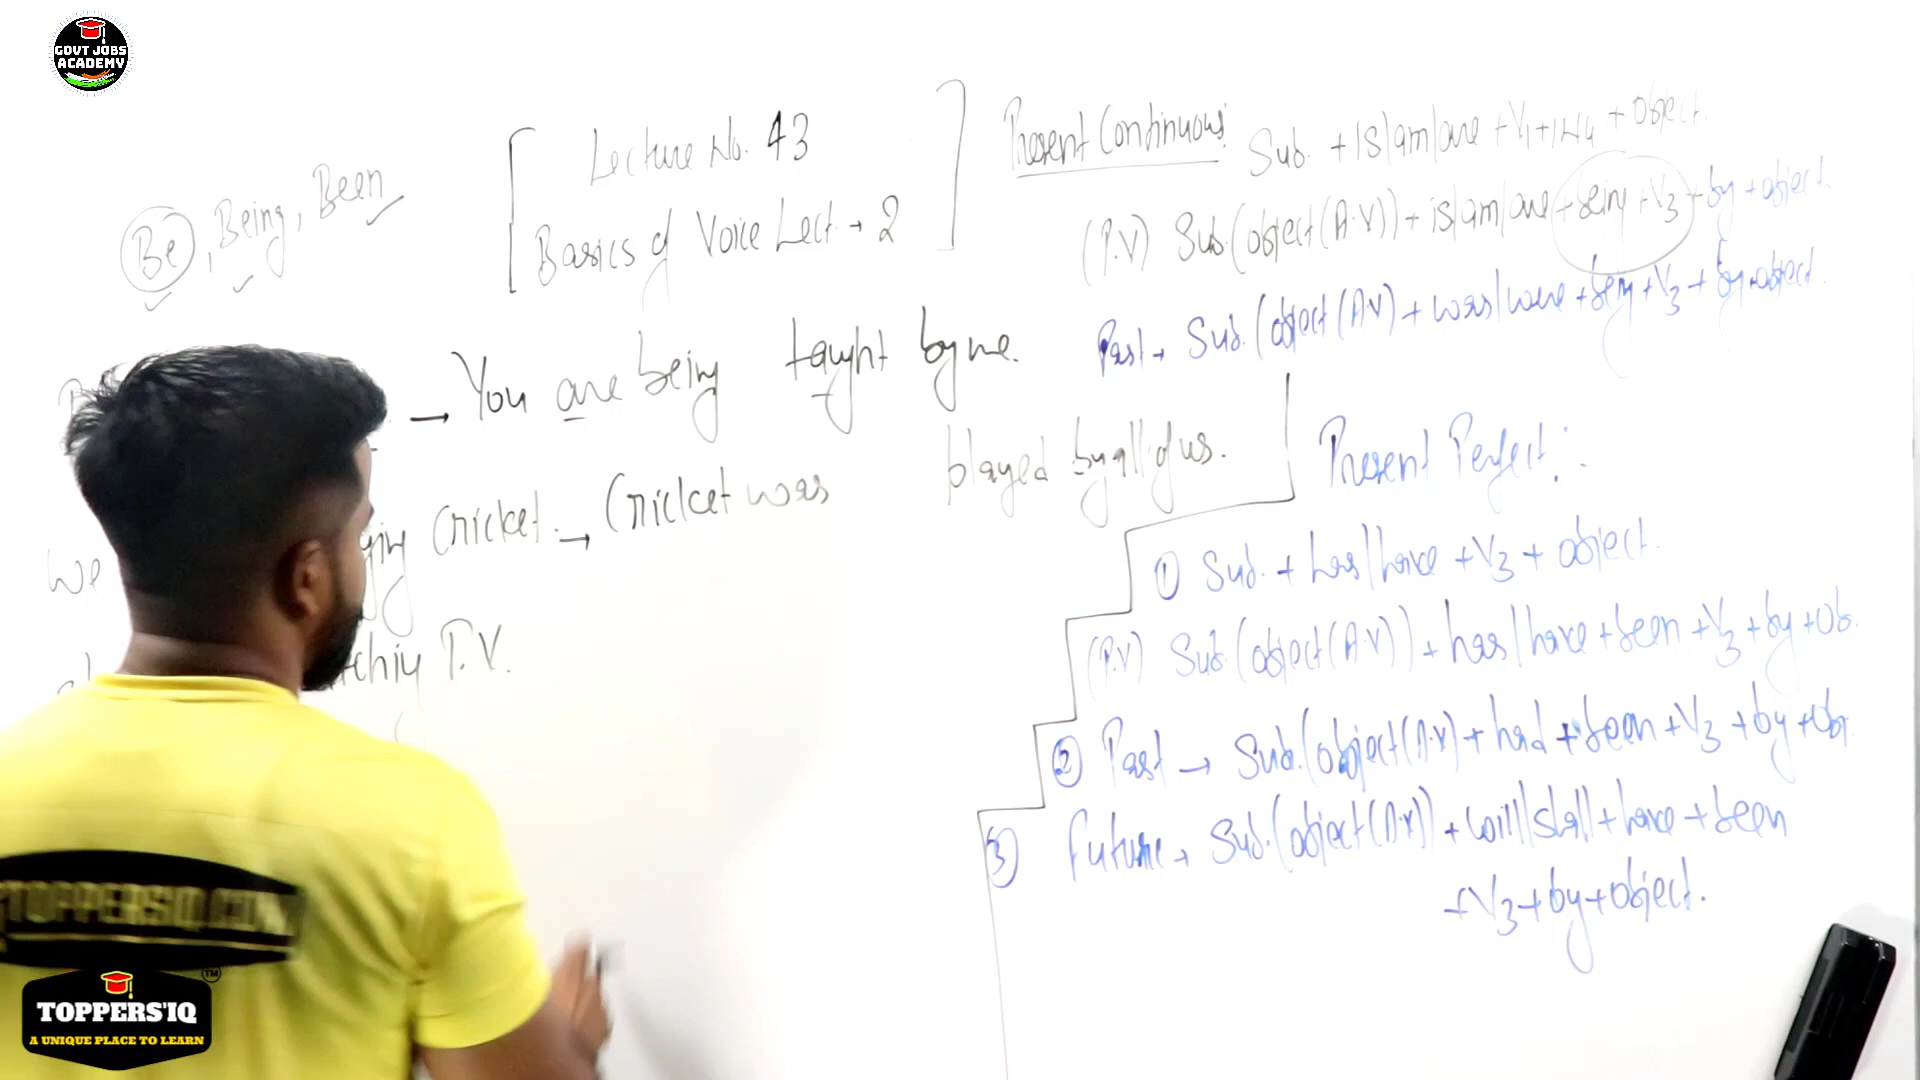 GOVT JOBS
ACADEMY
Lecture No. 43
Basics of Voice Lect → 2
Be, Being, Been
→ You are being taught by me.
We
Cricket. → Cricket was played by all of us.
T.V.
Present Continuous:
Sub. + is/am/are + V1 + ing + object.
(P.V) Sub. (object (A.V)) + is/am/are + being + V3 + by + object.
Past → Sub. (object (A.V) + was/were + being + V3 + by + object.
Present Perfect:
① Sub. + has/have + V3 + object.
(P.V) Sub. (object (A.V)) + has/have + been + V3 + by + ob.
② Past → Sub. (object (A.V) + had + been + V3 + by + obj
③ Future → Sub. (object (A.V)) + will/shall + have + been
+ V3 + by + object.
TOPPERSIQ.COM
TOPPERS'IQ
TM
A UNIQUE PLACE TO LEARN